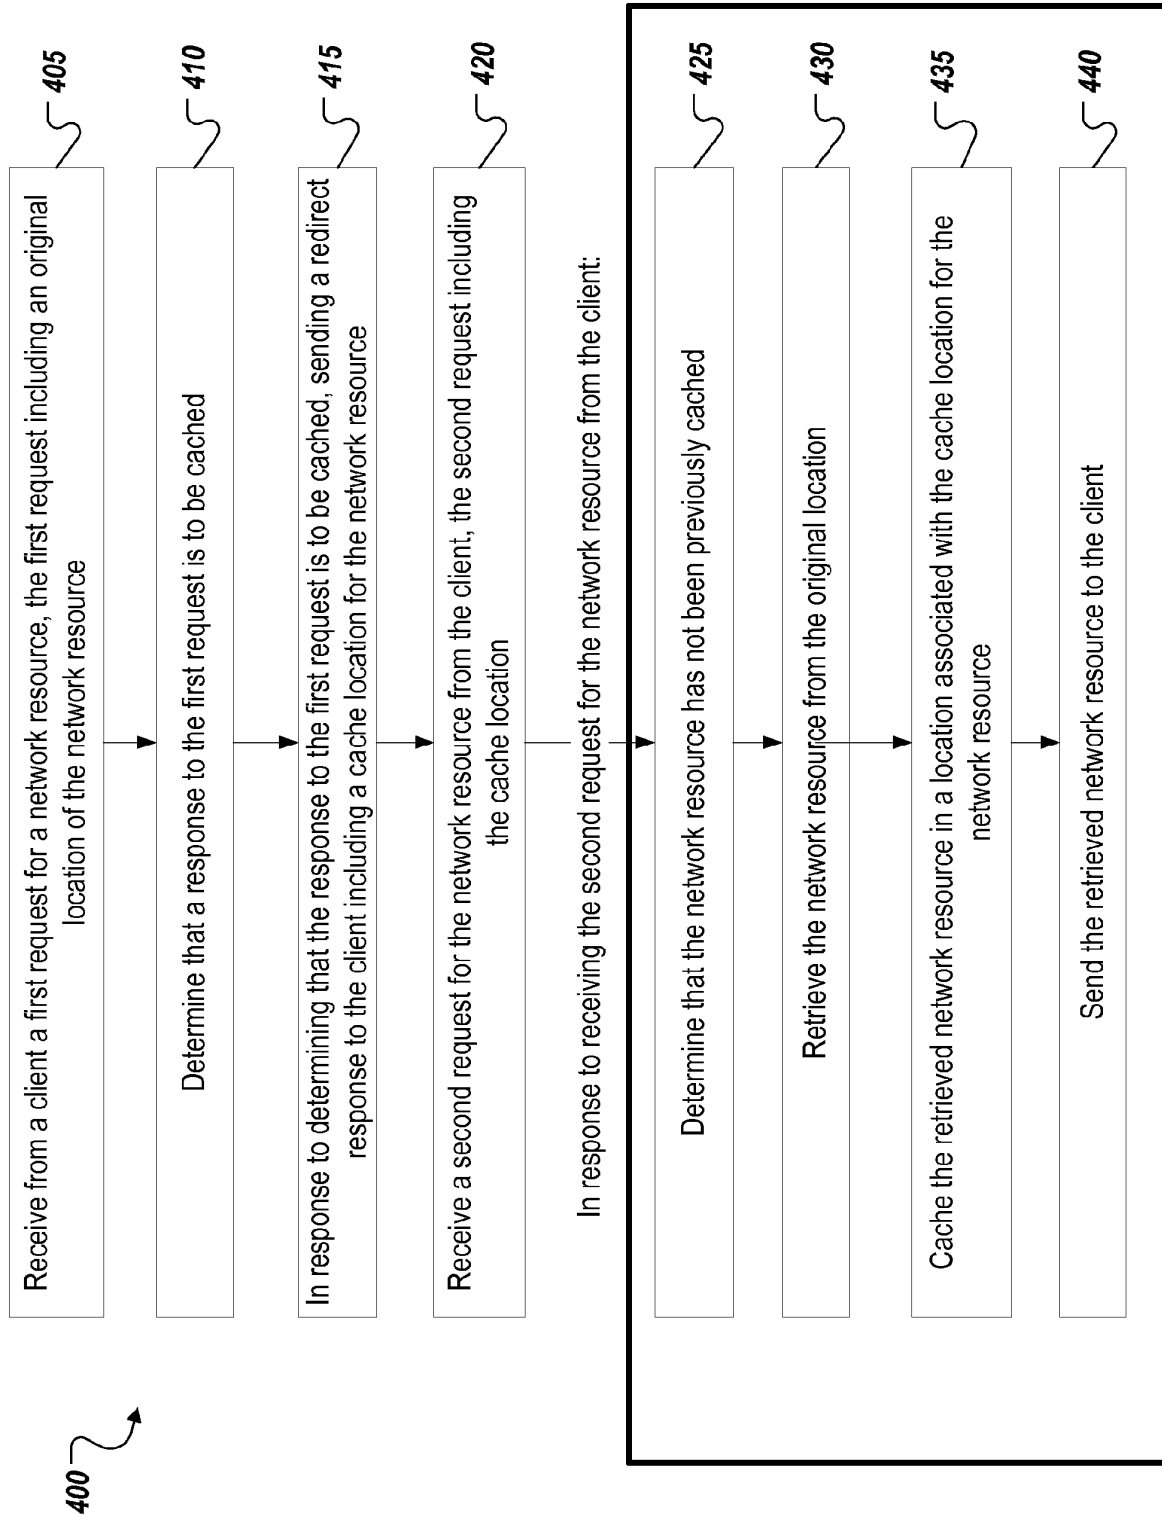 400
Receive from a client a first request for a network resource, the first request including an original
location of the network resource
405
Determine that a response to the first request is to be cached
410
In response to determining that the response to the first request is to be cached, sending a redirect
response to the client including a cache location for the network resource
415
Receive a second request for the network resource from the client, the second request including
the cache location
420
In response to receiving the second request for the network resource from the client:
Determine that the network resource has not been previously cached
425
Retrieve the network resource from the original location
430
Cache the retrieved network resource in a location associated with the cache location for the
network resource
435
Send the retrieved network resource to the client
440